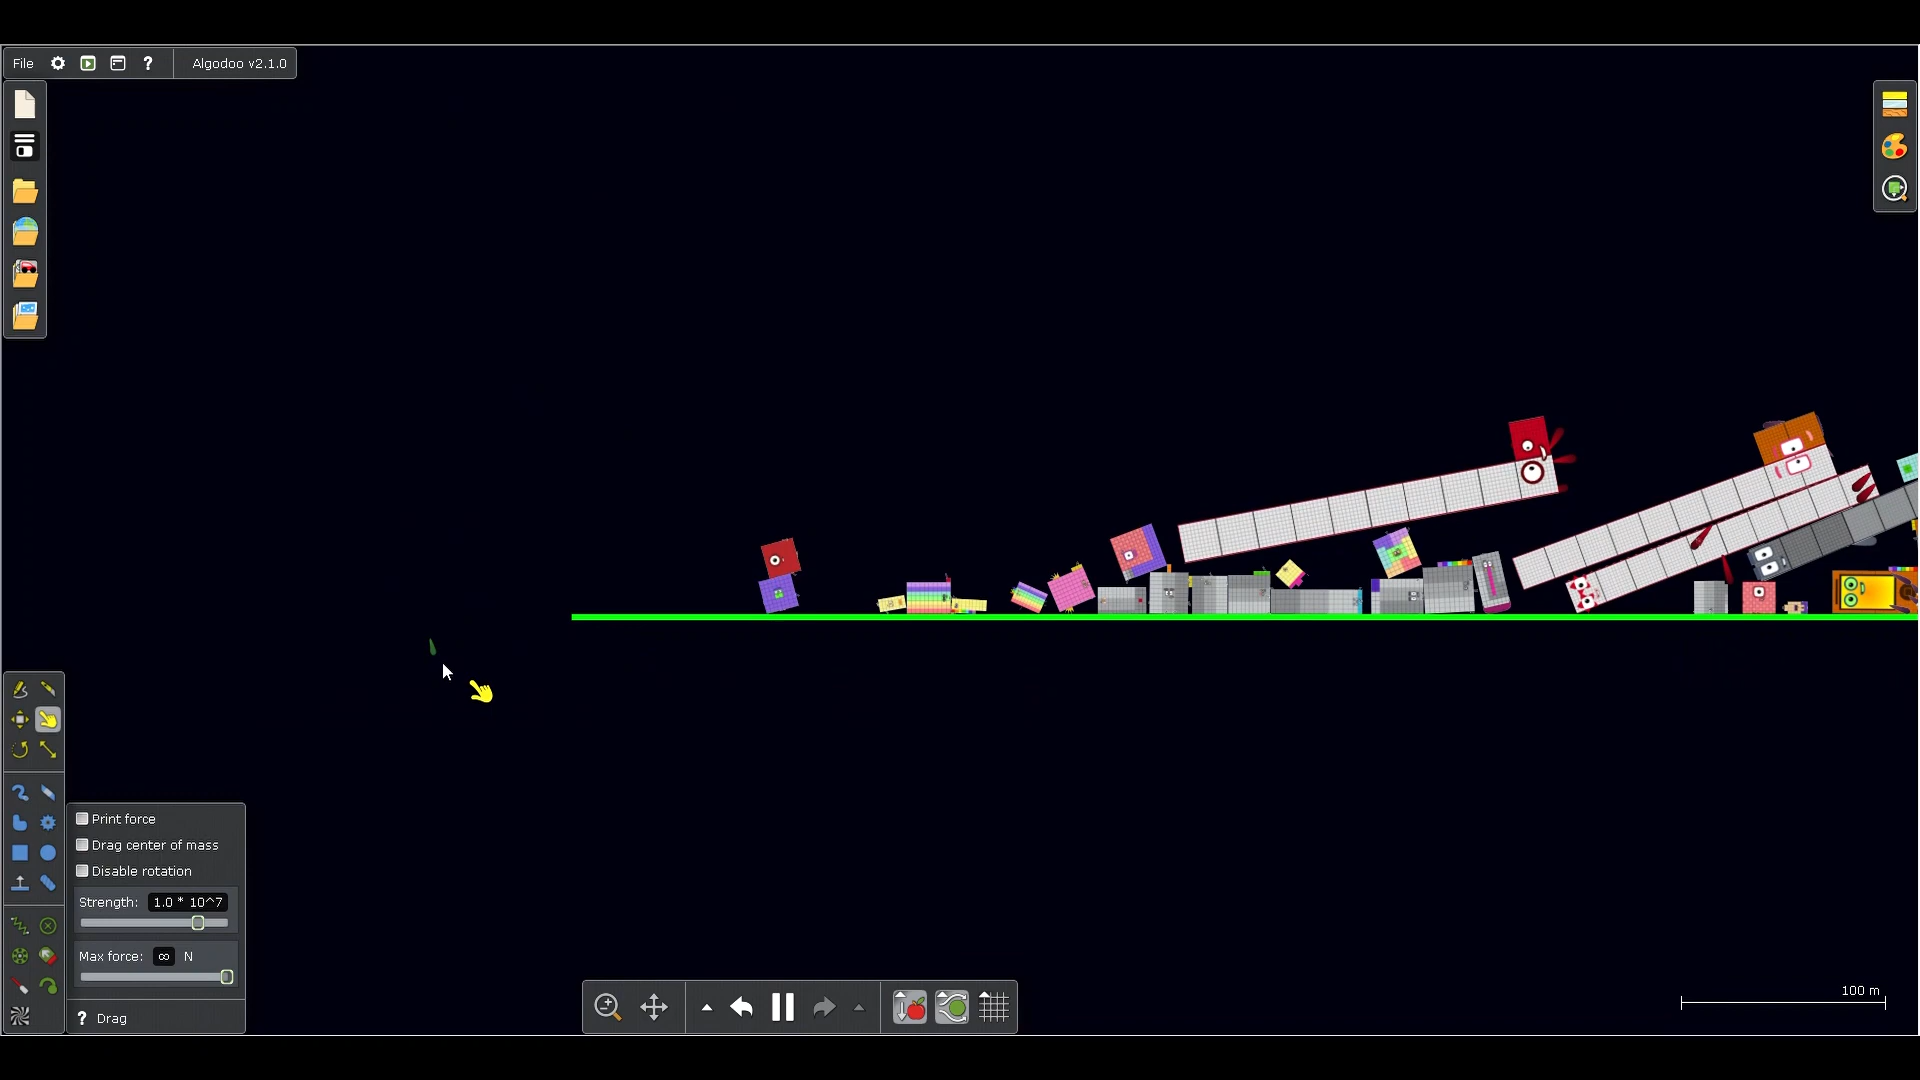 File ? Algodoo v2.1.0
Print force
Drag center of mass
Disable rotation
Strength: 1.0 * 10^7
Max force: ∞ N
? Drag
100 m